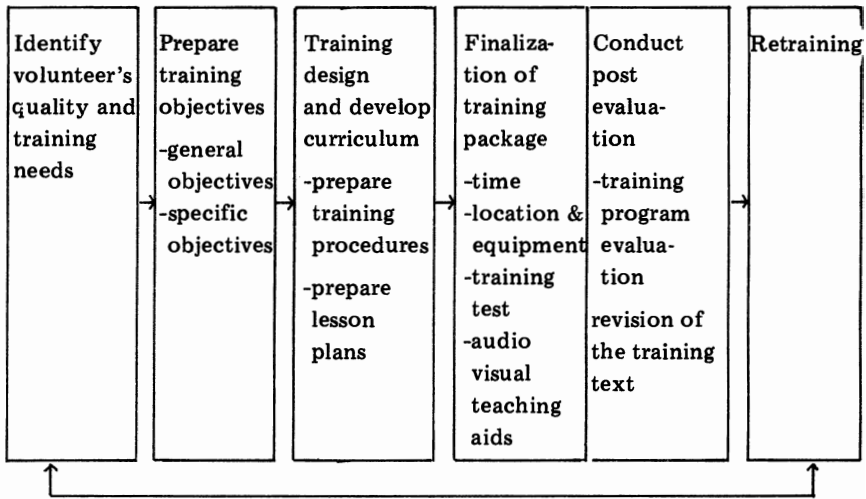 Identify
volunteer's
quality and
training
needs
Prepare
training
objectives
-general
objectives
-specific
objectives
Training
design
and develop
curriculum
-prepare
training
procedures
-prepare
lesson
plans
Finaliza-
tion of
training
package
-time
-location &
equipment
-training
test
-audio
visual
teaching
aids
Conduct
post
evalua-
tion
-training
program
evalua-
tion
revision of
the training
text
Retraining